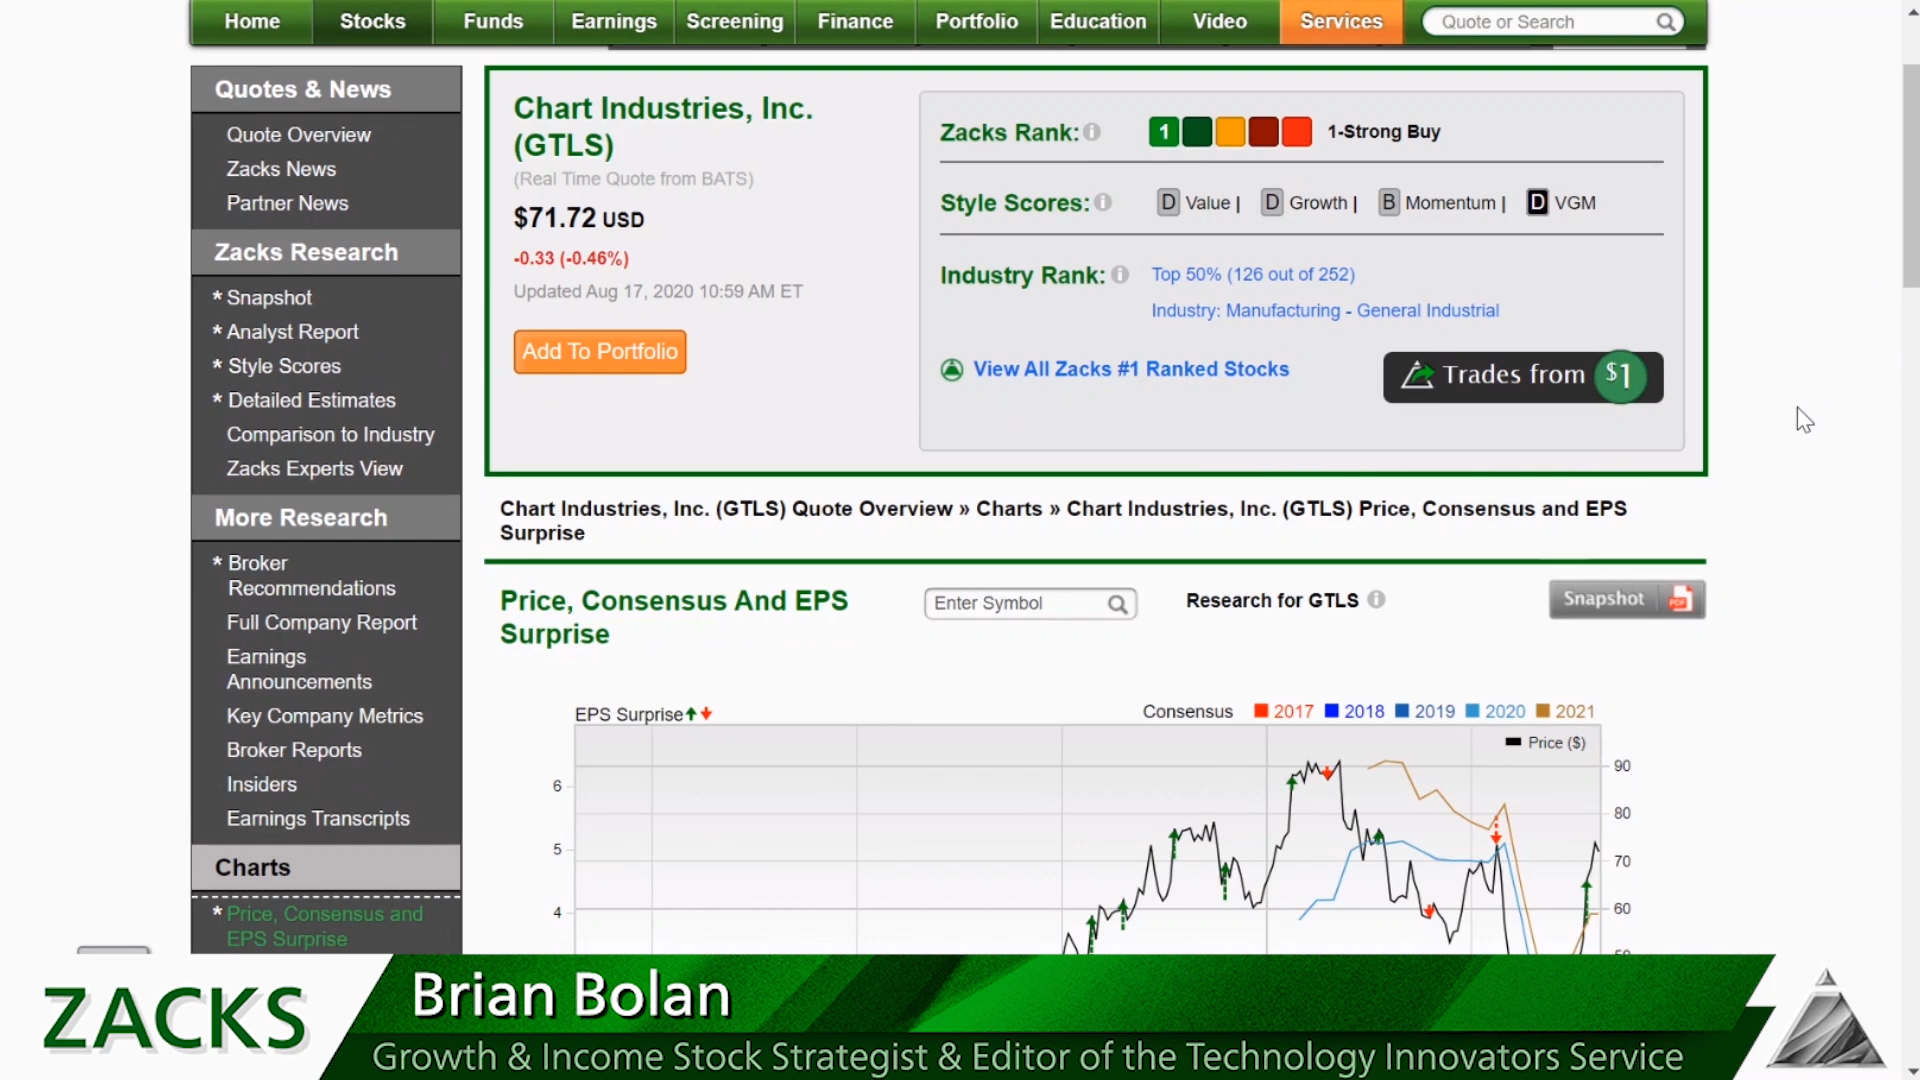 Home Stocks Funds Earnings Screening Finance Portfolio Education Video Services Quote or Search
Quotes & News
Quote Overview
Zacks News
Partner News
Zacks Research
* Snapshot
* Analyst Report
* Style Scores
* Detailed Estimates
Comparison to Industry
Zacks Experts View
More Research
* Broker
Recommendations
Full Company Report
Earnings
Announcements
Key Company Metrics
Broker Reports
Insiders
Earnings Transcripts
Charts
* Price, Consensus and
EPS Surprise
Chart Industries, Inc.
(GTLS)
(Real Time Quote from BATS)
$71.72 USD
-0.33 (-0.46%)
Updated Aug 17, 2020 10:59 AM ET
Add To Portfolio
Zacks Rank: 1 1-Strong Buy
Style Scores: D Value | D Growth | B Momentum | D VGM
Industry Rank: Top 50% (126 out of 252)
Industry: Manufacturing - General Industrial
View All Zacks #1 Ranked Stocks
Trades from $1
Chart Industries, Inc. (GTLS) Quote Overview » Charts » Chart Industries, Inc. (GTLS) Price, Consensus and EPS
Surprise
Price, Consensus And EPS
Surprise
Enter Symbol
Research for GTLS
Snapshot PDF
EPS Surprise
Consensus 2017 2018 2019 2020 2021
Price ($)
6
5
4
90
80
70
60
ZACKS
Brian Bolan
Growth & Income Stock Strategist & Editor of the Technology Innovators Service